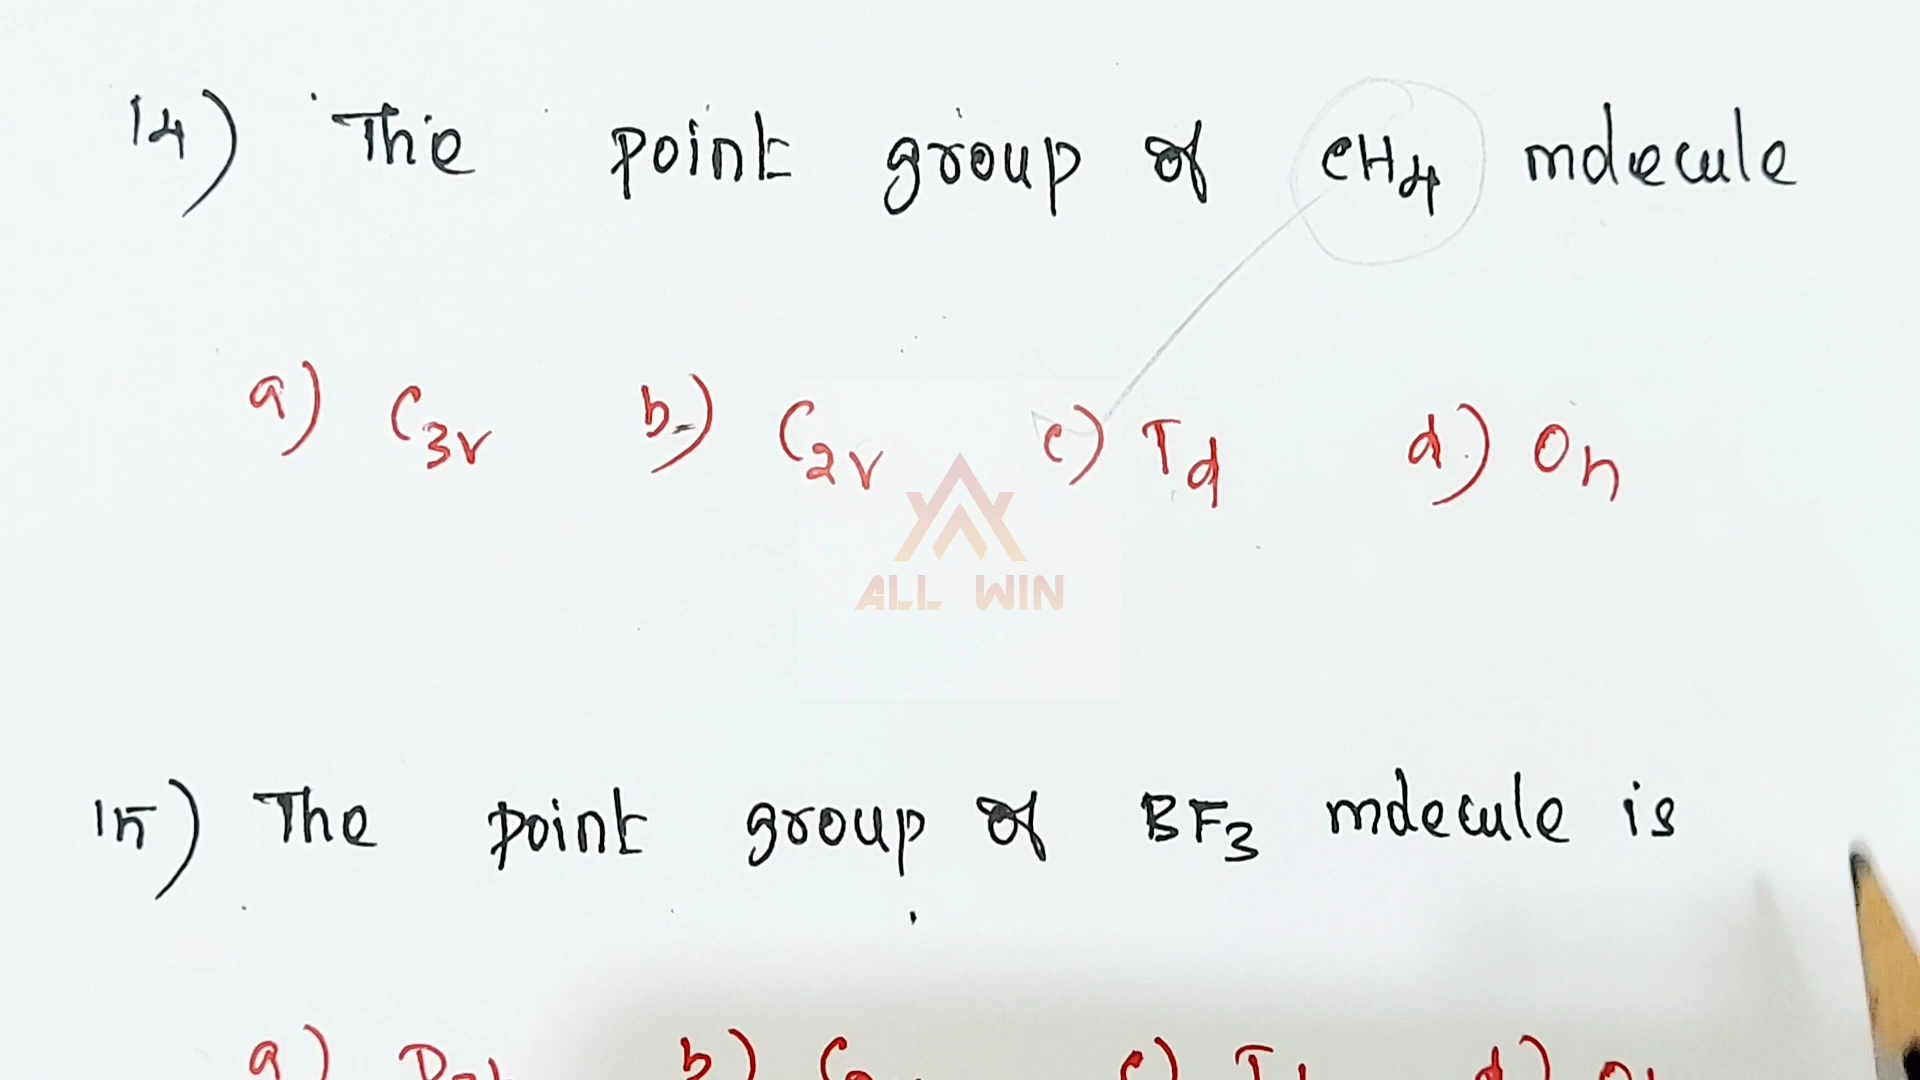 14) The point group of CH4 molecule
a) C3v b) C2v c) Td d) Oh
ALL WIN
15) The point group of BF3 molecule is
a) b) c) d)